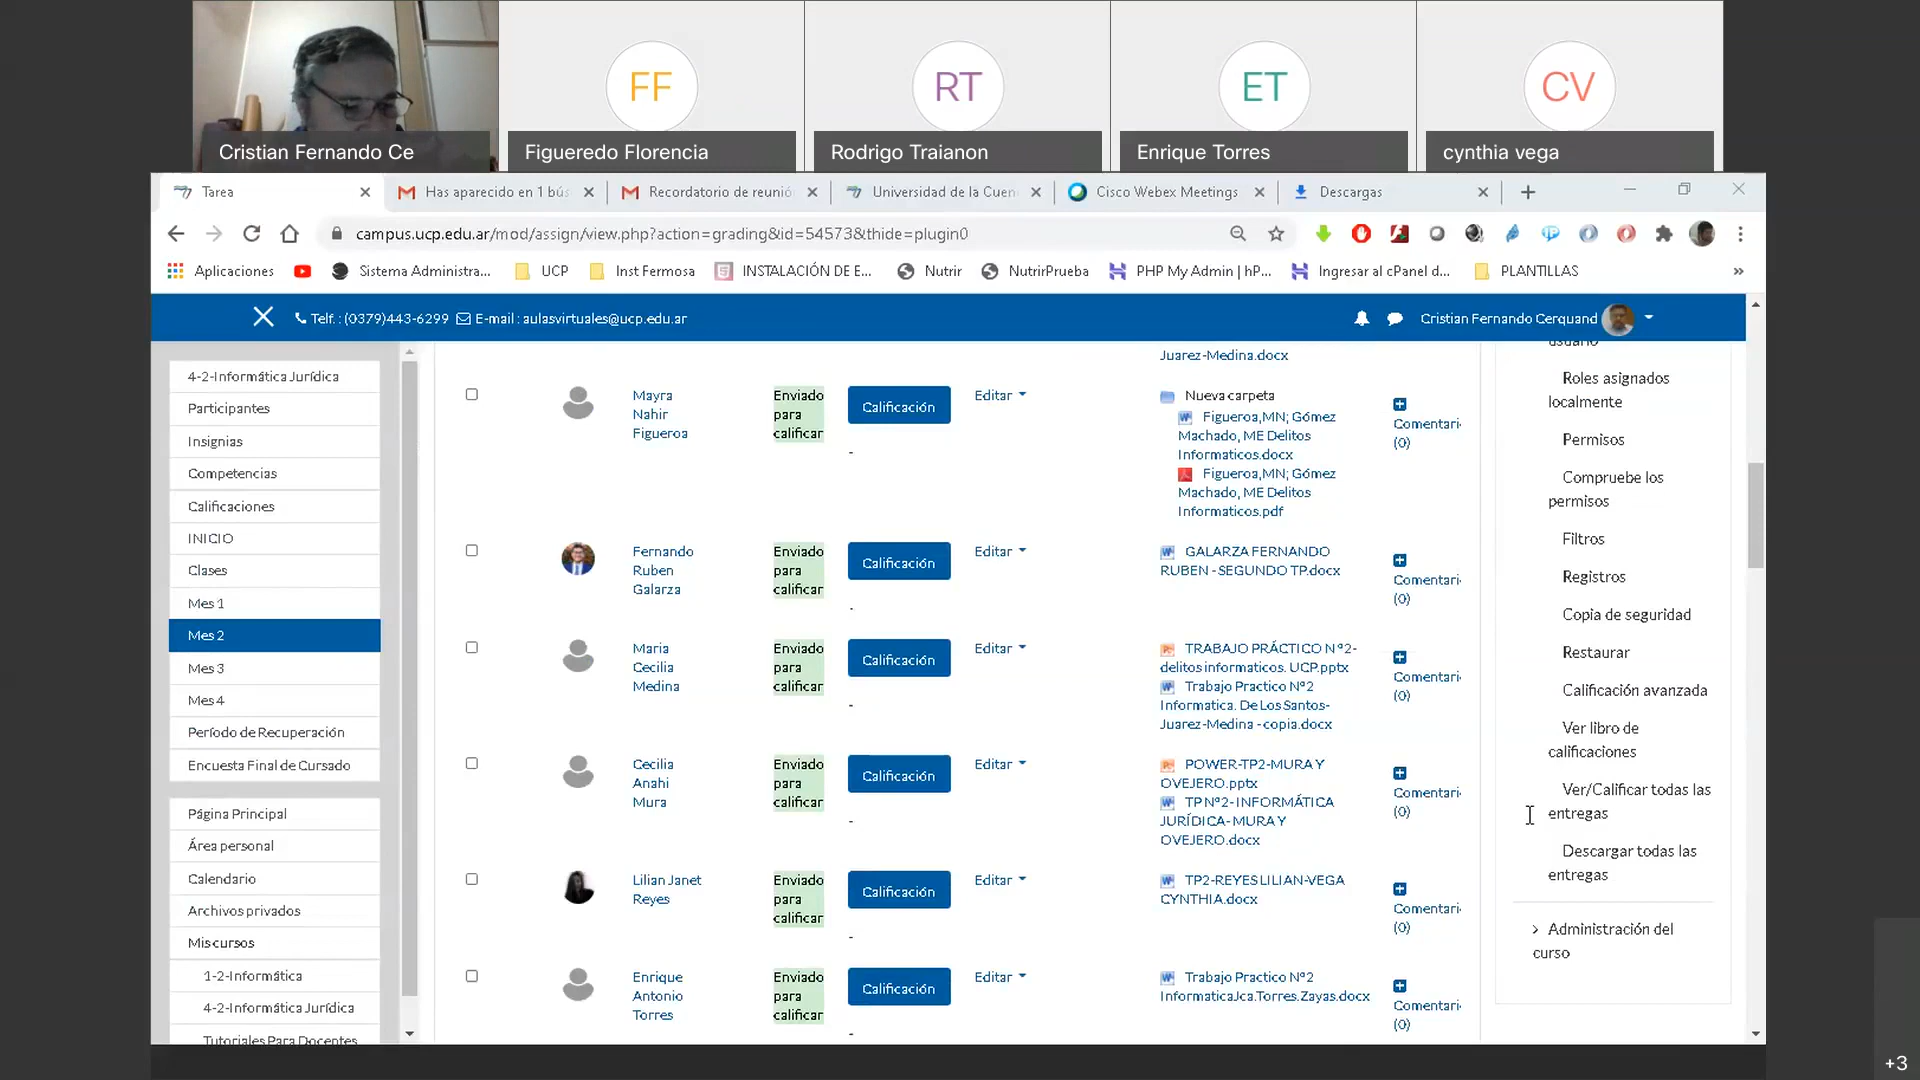 FF
RT
ET
CV
Cristian Fernando Ce
Figueredo Florencia
Rodrigo Traianon
Enrique Torres
cynthia vega
Tarea
Has aparecido en 1 bús
Recordatorio de reunió
Universidad de la Cuen
Cisco Webex Meetings
Descargas
campus.ucp.edu.ar/mod/assign/view.php?action=grading&id=54573&thide=plugin0
Aplicaciones
Sistema Administra...
UCP
Inst Fermosa
INSTALACIÓN DE E...
Nutrir
NutrirPrueba
PHP My Admin | hP...
Ingresar al cPanel d...
PLANTILLAS
»
Telf. : (0379)443-6299
E-mail : aulasvirtuales@ucp.edu.ar
Cristian Fernando Cerquand
4-2-Informática Jurídica
Participantes
Insignias
Competencias
Calificaciones
INICIO
Clases
Mes 1
Mes 2
Mes 3
Mes 4
Período de Recuperación
Encuesta Final de Cursado
Página Principal
Área personal
Calendario
Archivos privados
Mis cursos
1-2-Informática
4-2-Informática Jurídica
Tutoriales Para Docentes
Juarez-Medina.docx
Mayra
Nahir
Figueroa
Enviado
para
calificar
Calificación
-
Editar
Nueva carpeta
Figueroa,MN; Gómez
Machado, ME Delitos
Informaticos.docx
Figueroa,MN; Gómez
Machado, ME Delitos
Informaticos.pdf
Comentari
(0)
Fernando
Ruben
Galarza
Enviado
para
calificar
Calificación
-
Editar
GALARZA FERNANDO
RUBEN - SEGUNDO TP.docx
Comentari
(0)
Maria
Cecilia
Medina
Enviado
para
calificar
Calificación
-
Editar
TRABAJO PRÁCTICO N º2-
delitos informaticos. UCP.pptx
Trabajo Practico Nº2
Informatica. De Los Santos-
Juarez-Medina - copia.docx
Comentari
(0)
Cecilia
Anahi
Mura
Enviado
para
calificar
Calificación
-
Editar
POWER-TP2-MURA Y
OVEJERO.pptx
TP Nº2- INFORMÁTICA
JURÍDICA- MURA Y
OVEJERO.docx
Comentari
(0)
Lilian Janet
Reyes
Enviado
para
calificar
Calificación
-
Editar
TP2-REYES LILIAN-VEGA
CYNTHIA.docx
Comentari
(0)
Enrique
Antonio
Torres
Enviado
para
calificar
Calificación
-
Editar
Trabajo Practico Nº2
InformaticaJca.Torres.Zayas.docx
Comentari
(0)
usuario
Roles asignados
localmente
Permisos
Compruebe los
permisos
Filtros
Registros
Copia de seguridad
Restaurar
Calificación avanzada
Ver libro de
calificaciones
Ver/Calificar todas las
entregas
Descargar todas las
entregas
Administración del
curso
+3